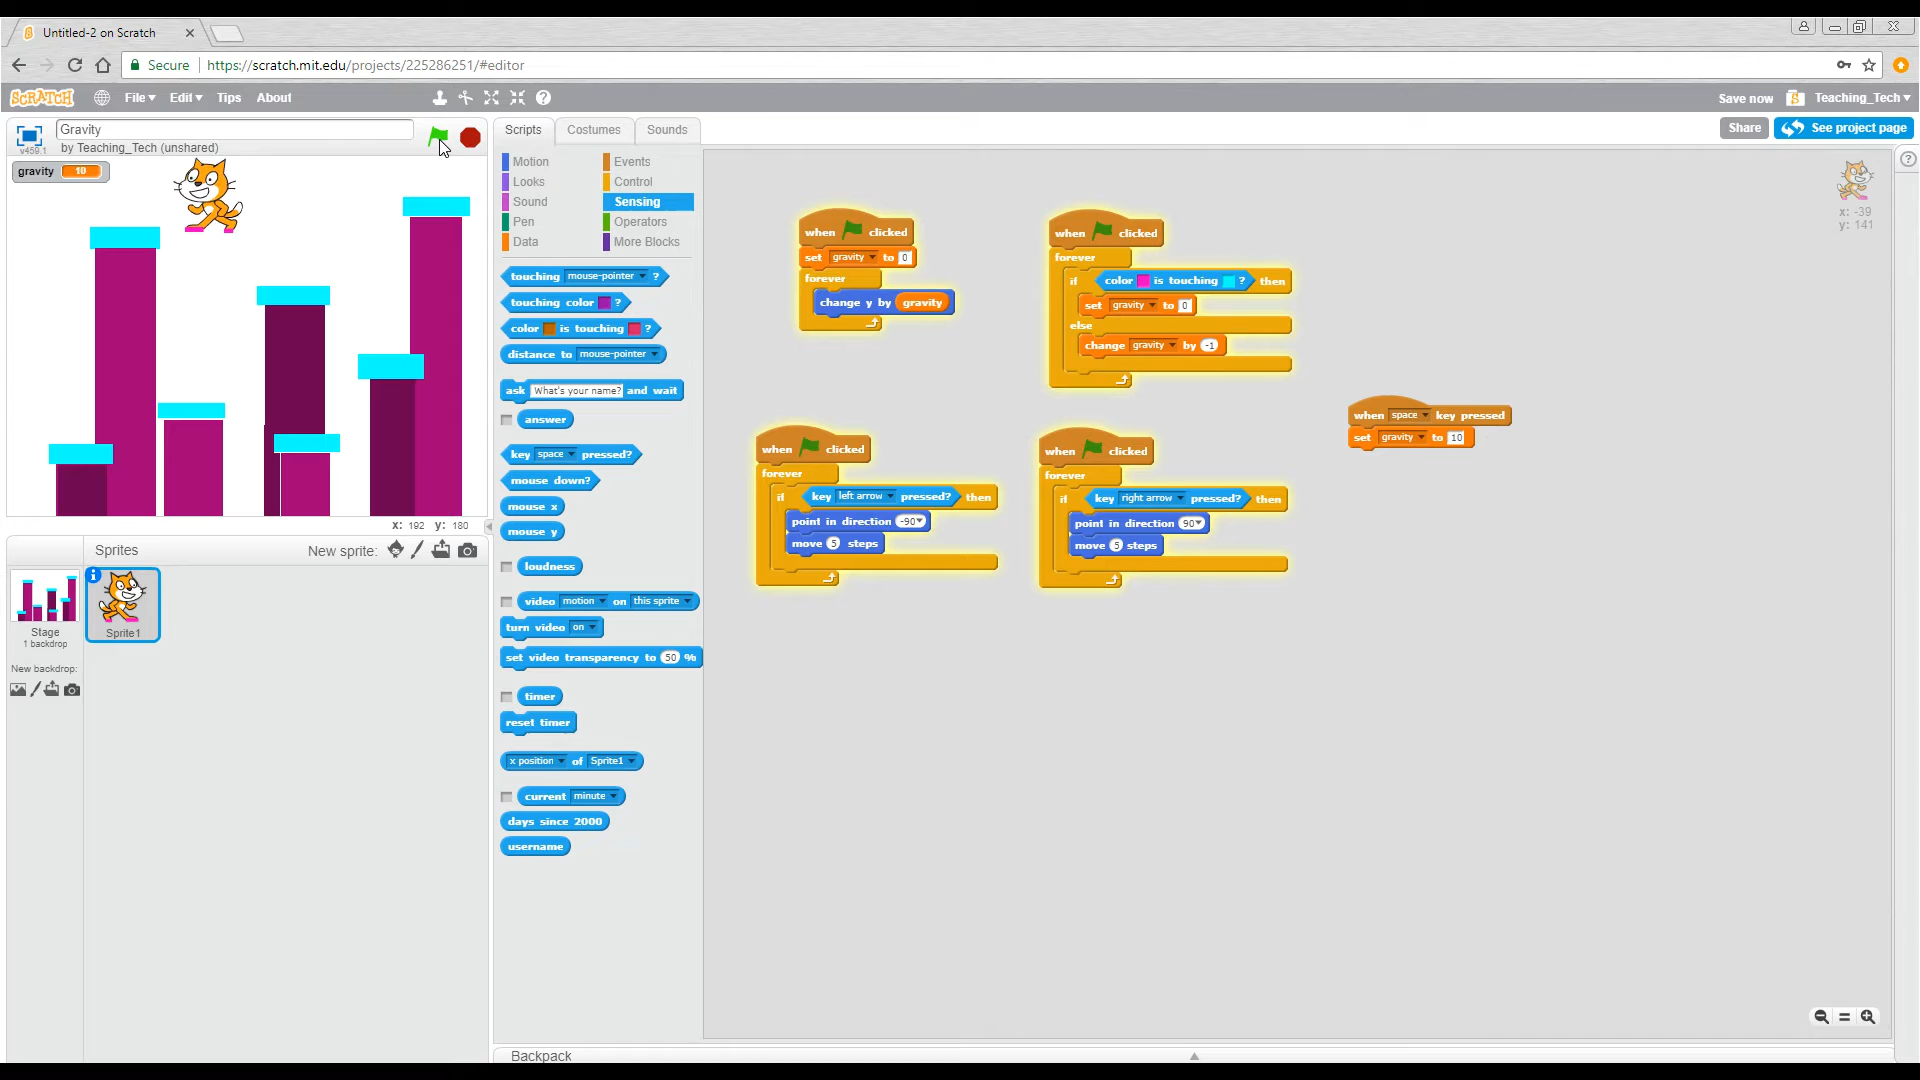 Untitled-2 on Scratch
Secure https://scratch.mit.edu/projects/225286251/#editor
SCRATCH File Edit Tips About Save now Teaching_Tech
Share See project page
Gravity
by Teaching_Tech (unshared)
v459.1
gravity 10
x: 192 y: 180
Sprites New sprite:
Stage
1 backdrop
New backdrop:
Sprite1
Scripts Costumes Sounds
Motion Events
Looks Control
Sound Sensing
Pen Operators
Data More Blocks
touching mouse-pointer ?
touching color ?
color is touching ?
distance to mouse-pointer
ask What's your name? and wait
answer
key space pressed?
mouse down?
mouse x
mouse y
loudness
video motion on this sprite
turn video on
set video transparency to 50 %
timer
reset timer
x position of Sprite1
current minute
days since 2000
username
when clicked
set gravity to 0
forever
change y by gravity
when clicked
forever
if color is touching ? then
set gravity to 0
else
change gravity by -1
when clicked
forever
if key left arrow pressed? then
point in direction -90
move 5 steps
when clicked
forever
if key right arrow pressed? then
point in direction 90
move 5 steps
when space key pressed
set gravity to 10
x: -39
y: 141
Backpack